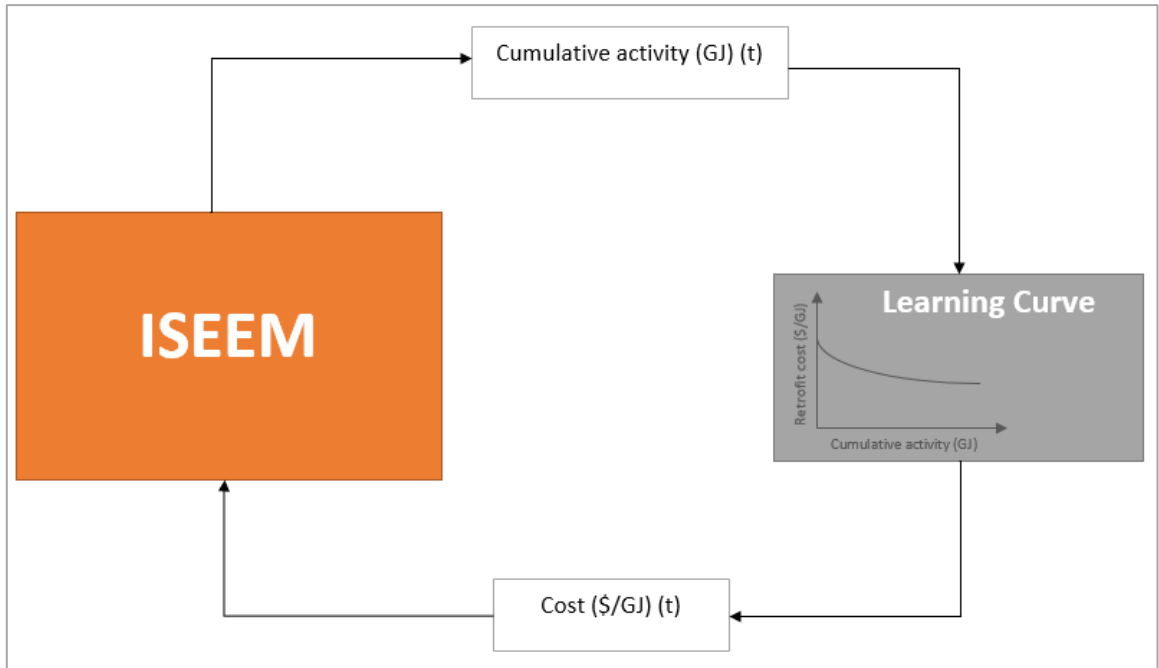 Cumulative activity (GJ) (t)
ISEEM
Learning Curve
Retrofit cost ($/GJ)
Cumulative activity (GJ)
Cost ($/GJ) (t)